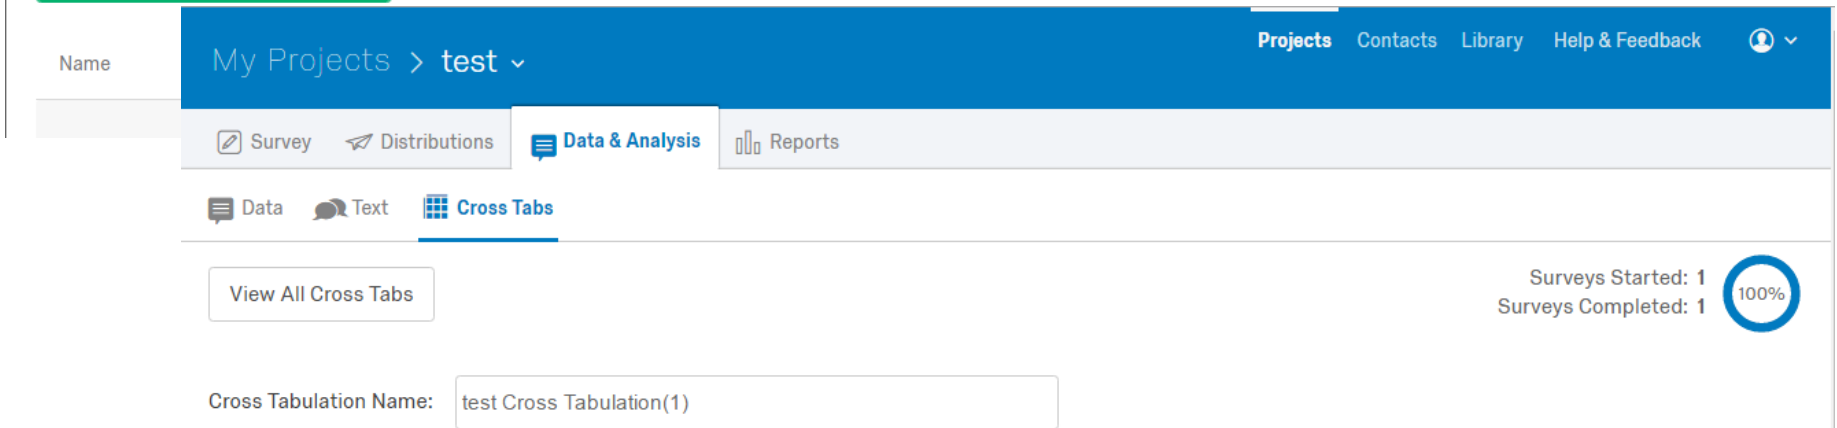 Name
My Projects > test
Projects Contacts Library Help & Feedback
Survey Distributions Data & Analysis Reports
Data Text Cross Tabs
View All Cross Tabs
Surveys Started: 1
Surveys Completed: 1
100%
Cross Tabulation Name: test Cross Tabulation(1)